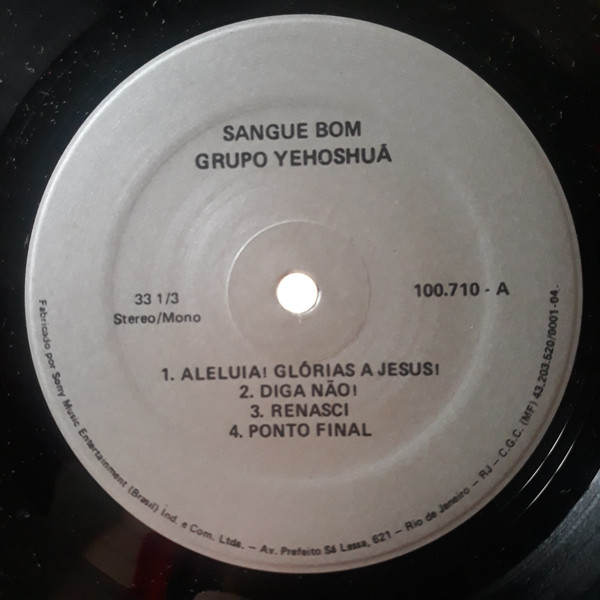 SANGUE BOM
GRUPO YEHOSHUÁ
33 1/3
Stereo/Mono
100.710 - A
1. ALELUIA! GLÓRIAS A JESUS!
2. DIGA NÃO!
3. RENASCI
4. PONTO FINAL
Fabricado por Sony Music Entertainment (Brasil) Ind. e Com. Ltda. – Av. Prefeito Sá Lessa, 621 – Rio de Janeiro – RJ – C.G.C. (MF) 43.203.520/0001-04.